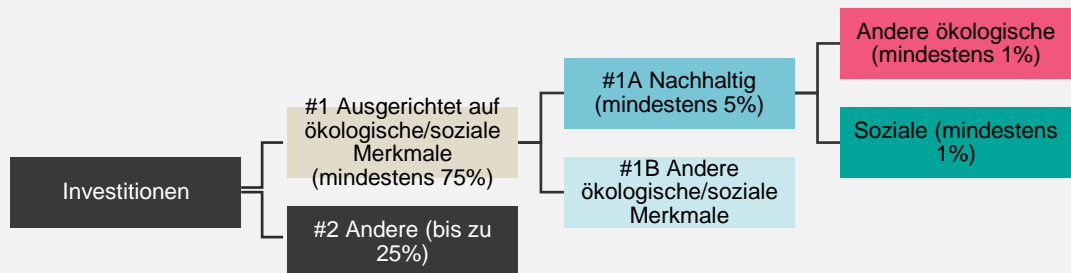 Investitionen
#1 Ausgerichtet auf
ökologische/soziale
Merkmale
(mindestens 75%)
#2 Andere (bis zu
25%)
#1A Nachhaltig
(mindestens 5%)
#1B Andere
ökologische/soziale
Merkmale
Andere ökologische
(mindestens 1%)
Soziale (mindestens
1%)